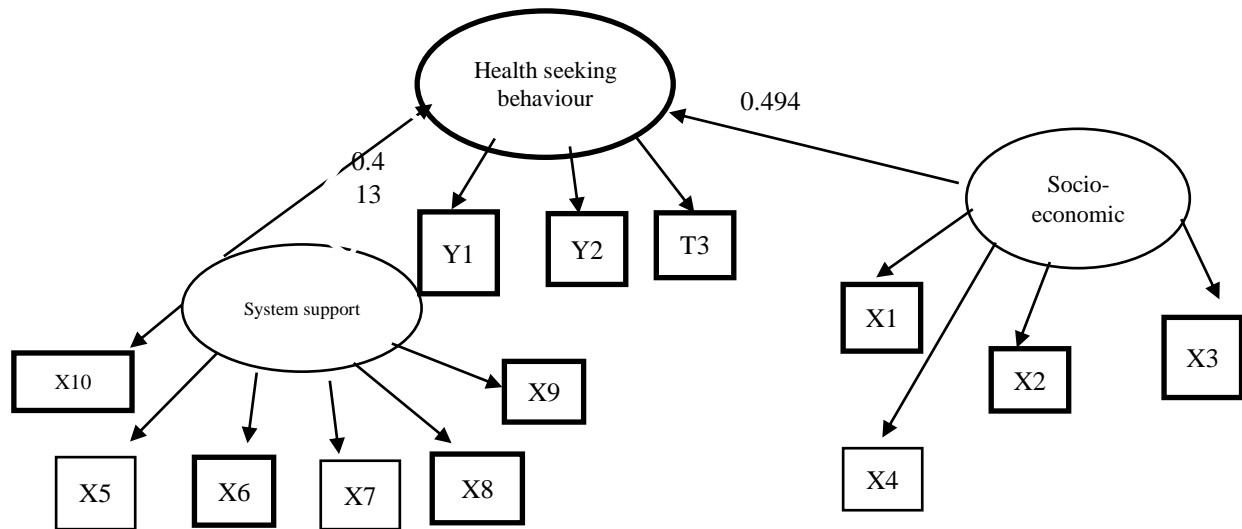 Health seeking
behaviour
0.494
0.4
13
Socio-
economic
Y1
Y2
T3
System support
X1
X2
X3
X10
X9
X4
X5
X6
X7
X8